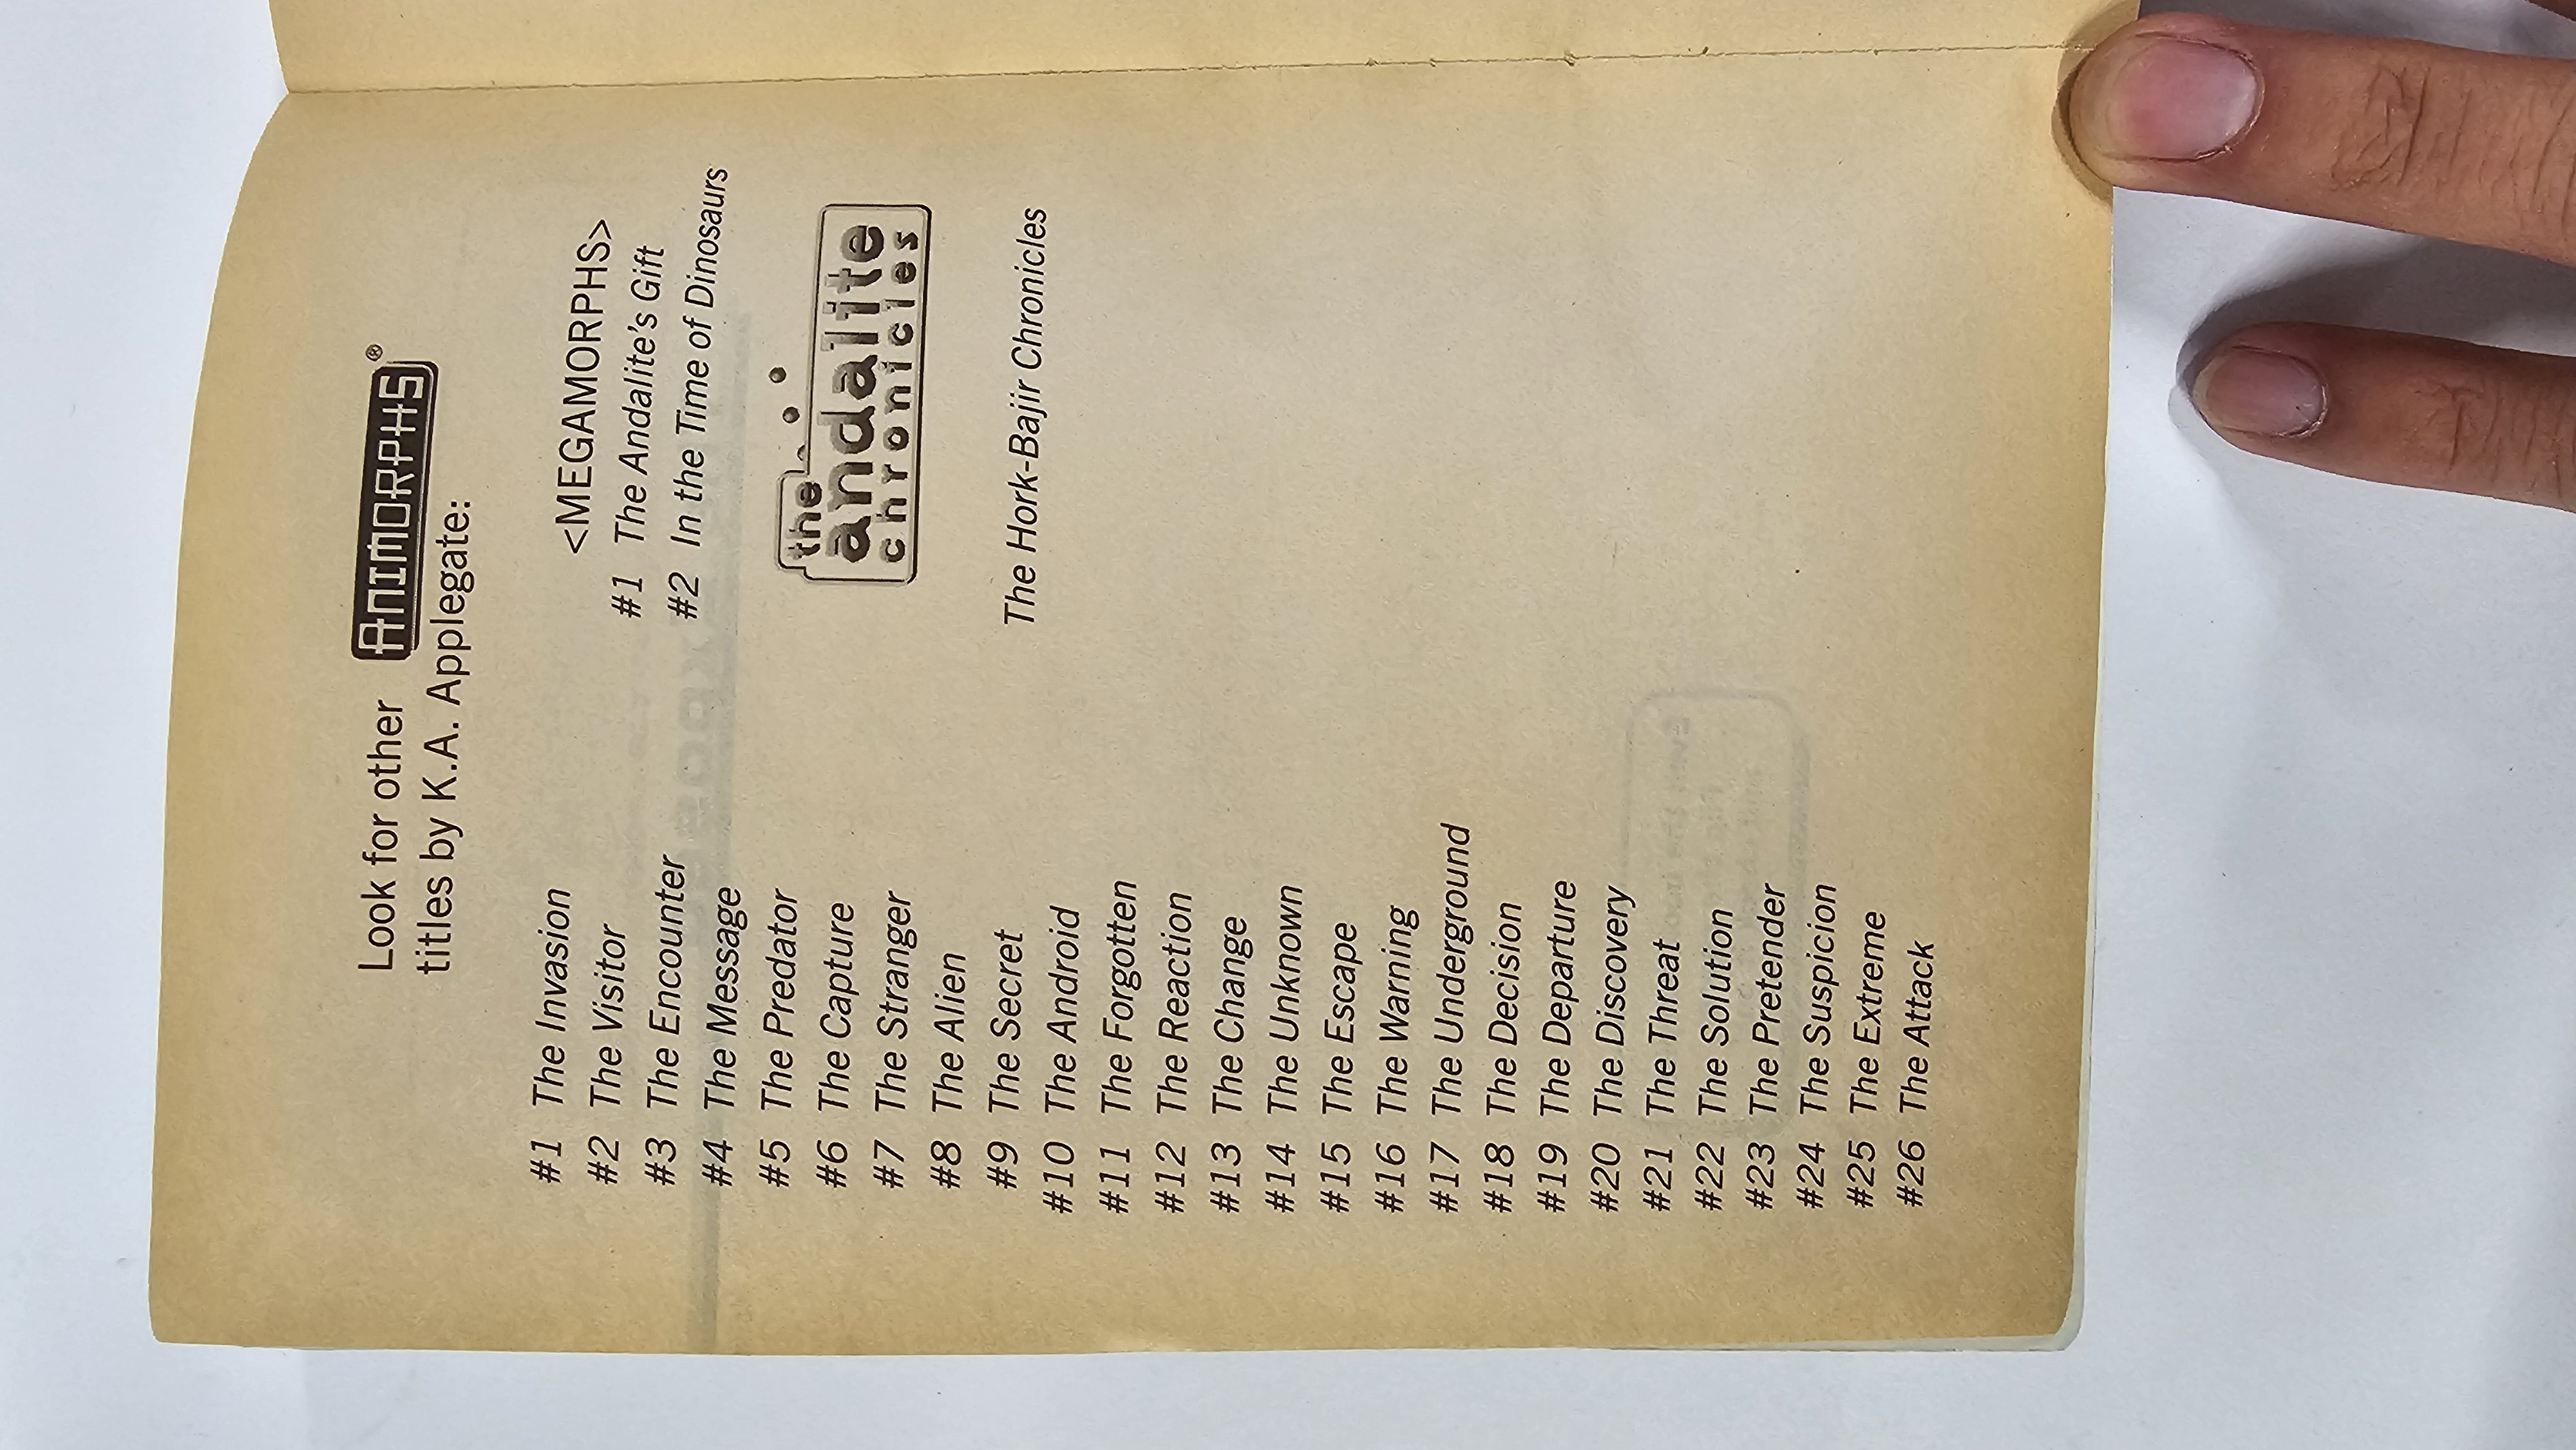 Look for other ANIMORPHS®
titles by K.A. Applegate:
#1 The Invasion
#2 The Visitor
#3 The Encounter
#4 The Message
#5 The Predator
#6 The Capture
#7 The Stranger
#8 The Alien
#9 The Secret
#10 The Android
#11 The Forgotten
#12 The Reaction
#13 The Change
#14 The Unknown
#15 The Escape
#16 The Warning
#17 The Underground
#18 The Decision
#19 The Departure
#20 The Discovery
#21 The Threat
#22 The Solution
#23 The Pretender
#24 The Suspicion
#25 The Extreme
#26 The Attack
<MEGAMORPHS>
#1 The Andalite's Gift
#2 In the Time of Dinosaurs
the
andalite
chronicles
The Hork-Bajir Chronicles